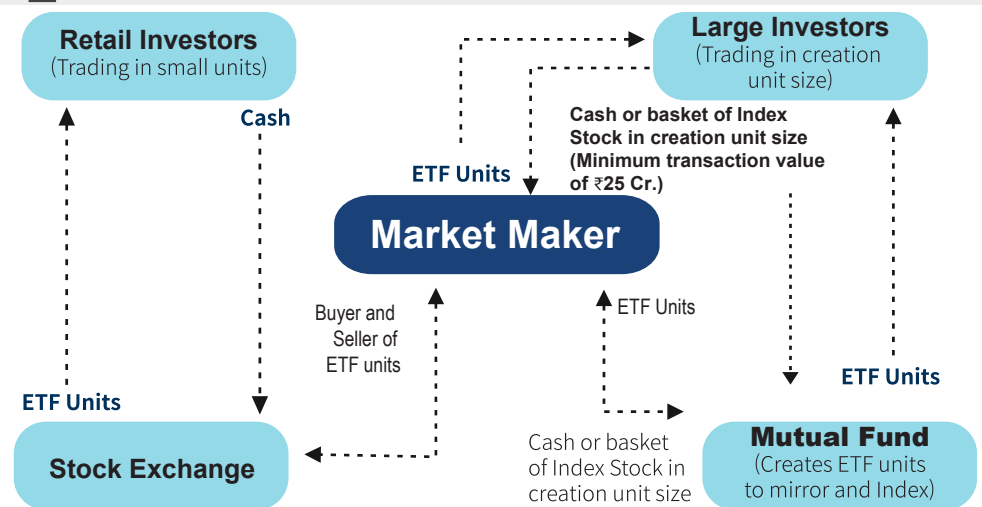 Retail Investors
(Trading in small units)
Large Investors
(Trading in creation
unit size)
Cash
Cash or basket of Index
Stock in creation unit size
(Minimum transaction value
of ₹25 Cr.)
ETF Units
Market Maker
Buyer and
Seller of
ETF units
ETF Units
ETF Units
ETF Units
Stock Exchange
Cash or basket
of Index Stock in
creation unit size
Mutual Fund
(Creates ETF units
to mirror and Index)